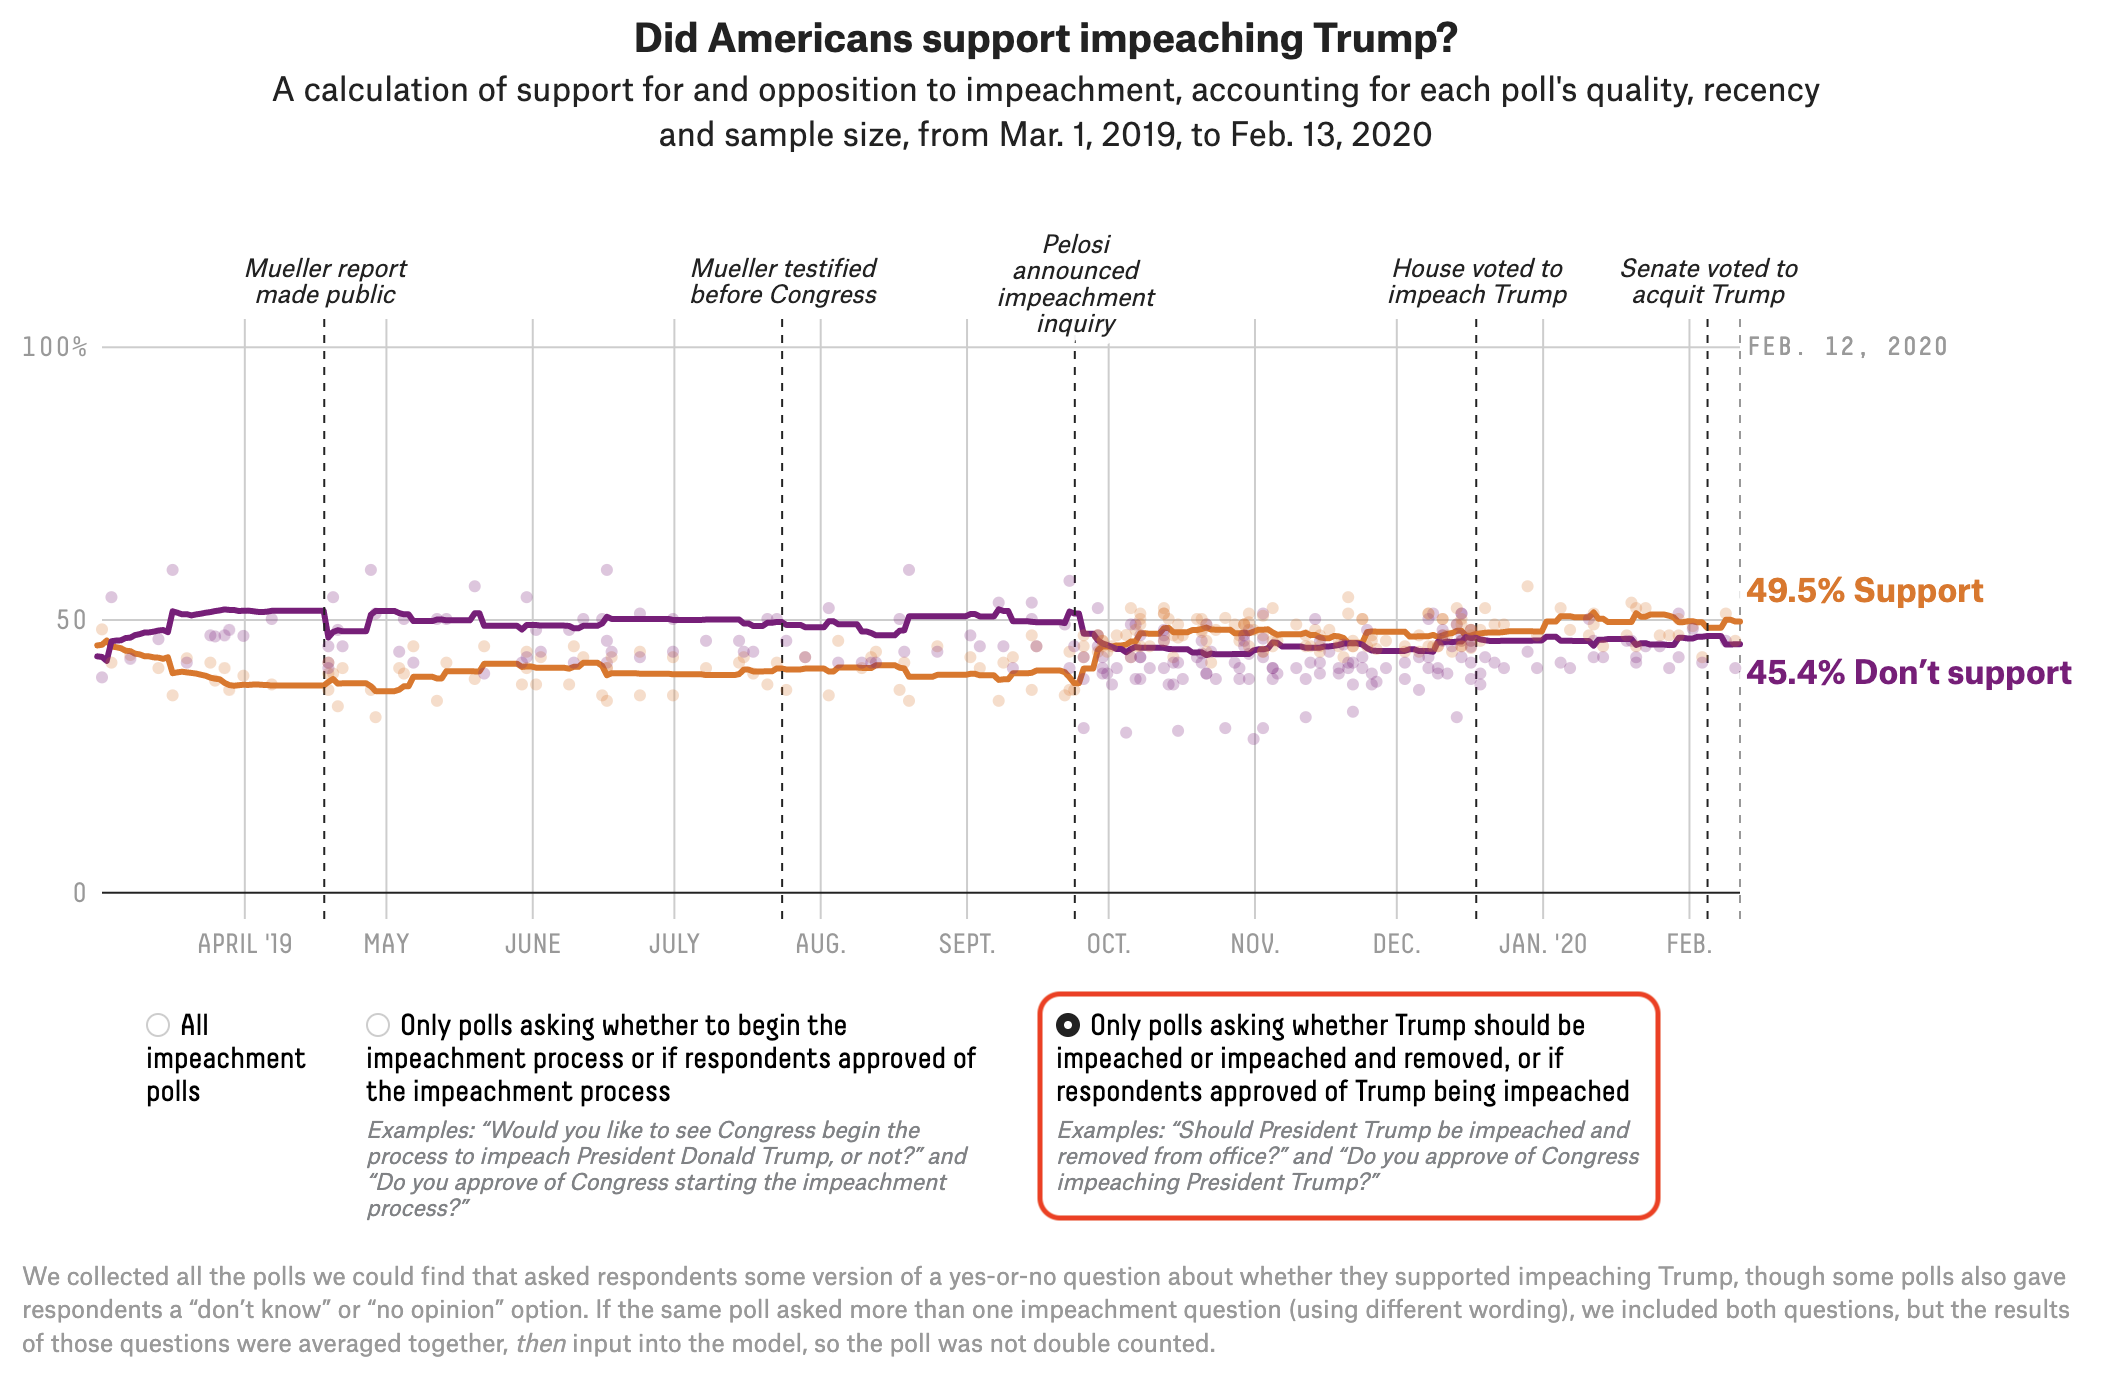 Did Americans support impeaching Trump?
A calculation of support for and opposition to impeachment, accounting for each poll's quality, recency
and sample size, from Mar. 1, 2019, to Feb. 13, 2020
Mueller report
made public
Mueller testified
before Congress
Pelosi
announced
impeachment
inquiry
House voted to
impeach Trump
Senate voted to
acquit Trump
100%
FEB. 12, 2020
50
49.5% Support
45.4% Don’t support
0
APRIL '19
MAY
JUNE
JULY
AUG.
SEPT.
OCT.
NOV.
DEC.
JAN. '20
FEB.
All
impeachment
polls
Only polls asking whether to begin the
impeachment process or if respondents approved of
the impeachment process
Examples: “Would you like to see Congress begin the
process to impeach President Donald Trump, or not?” and
“Do you approve of Congress starting the impeachment
process?”
Only polls asking whether Trump should be
impeached or impeached and removed, or if
respondents approved of Trump being impeached
Examples: “Should President Trump be impeached and
removed from office?” and “Do you approve of Congress
impeaching President Trump?”
We collected all the polls we could find that asked respondents some version of a yes-or-no question about whether they supported impeaching Trump, though some polls also gave
respondents a “don’t know” or “no opinion” option. If the same poll asked more than one impeachment question (using different wording), we included both questions, but the results
of those questions were averaged together, then input into the model, so the poll was not double counted.